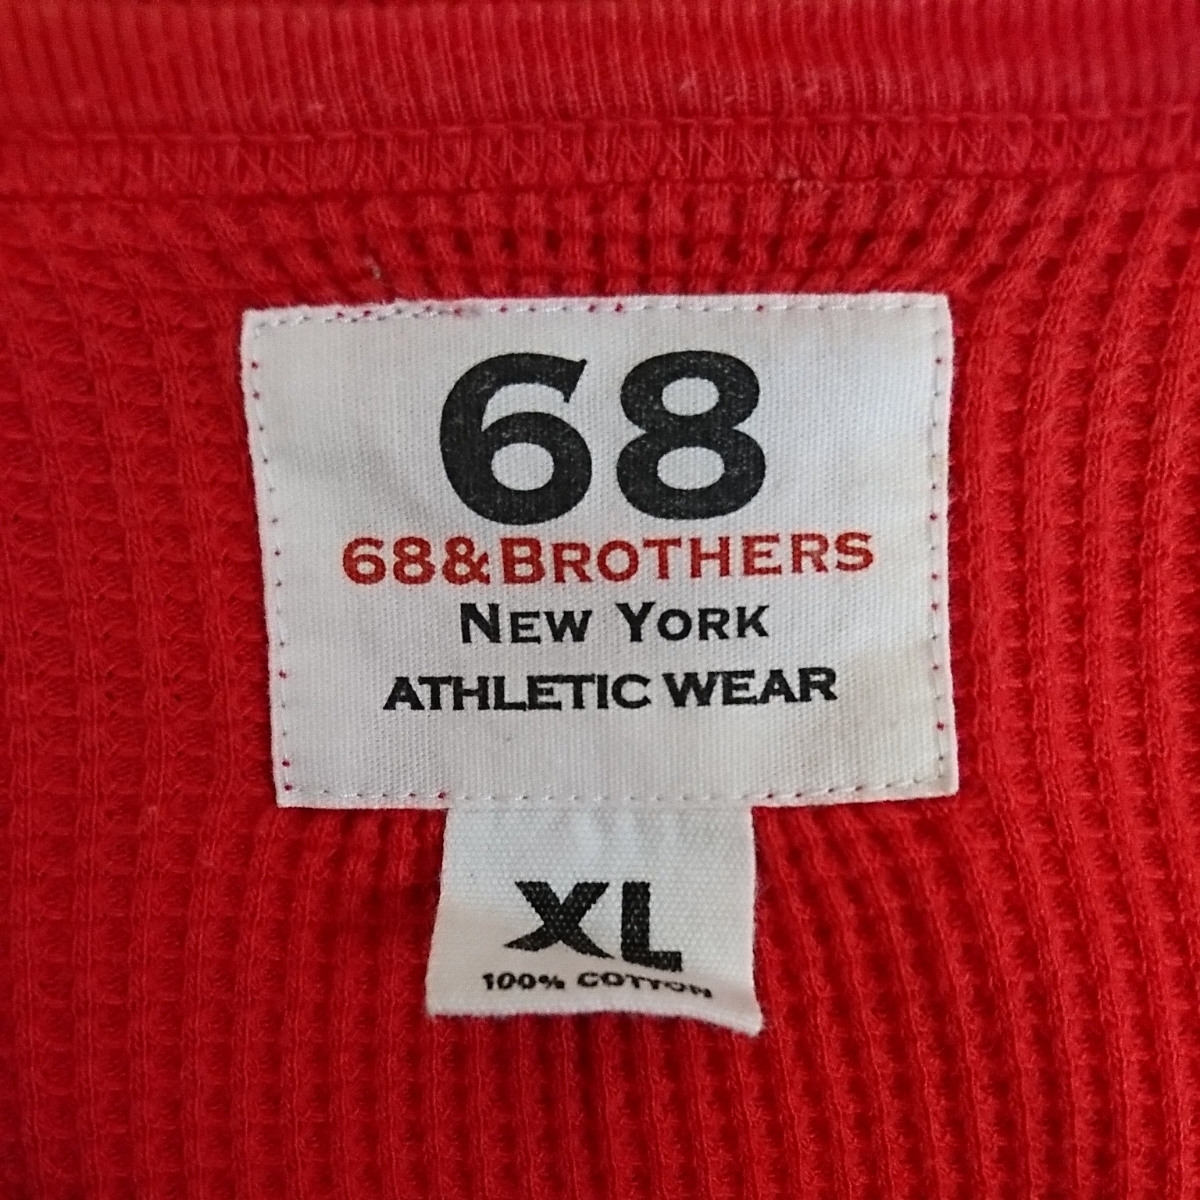 68
68&BROTHERS
NEW YORK
ATHLETIC WEAR
XL
100% COTTON